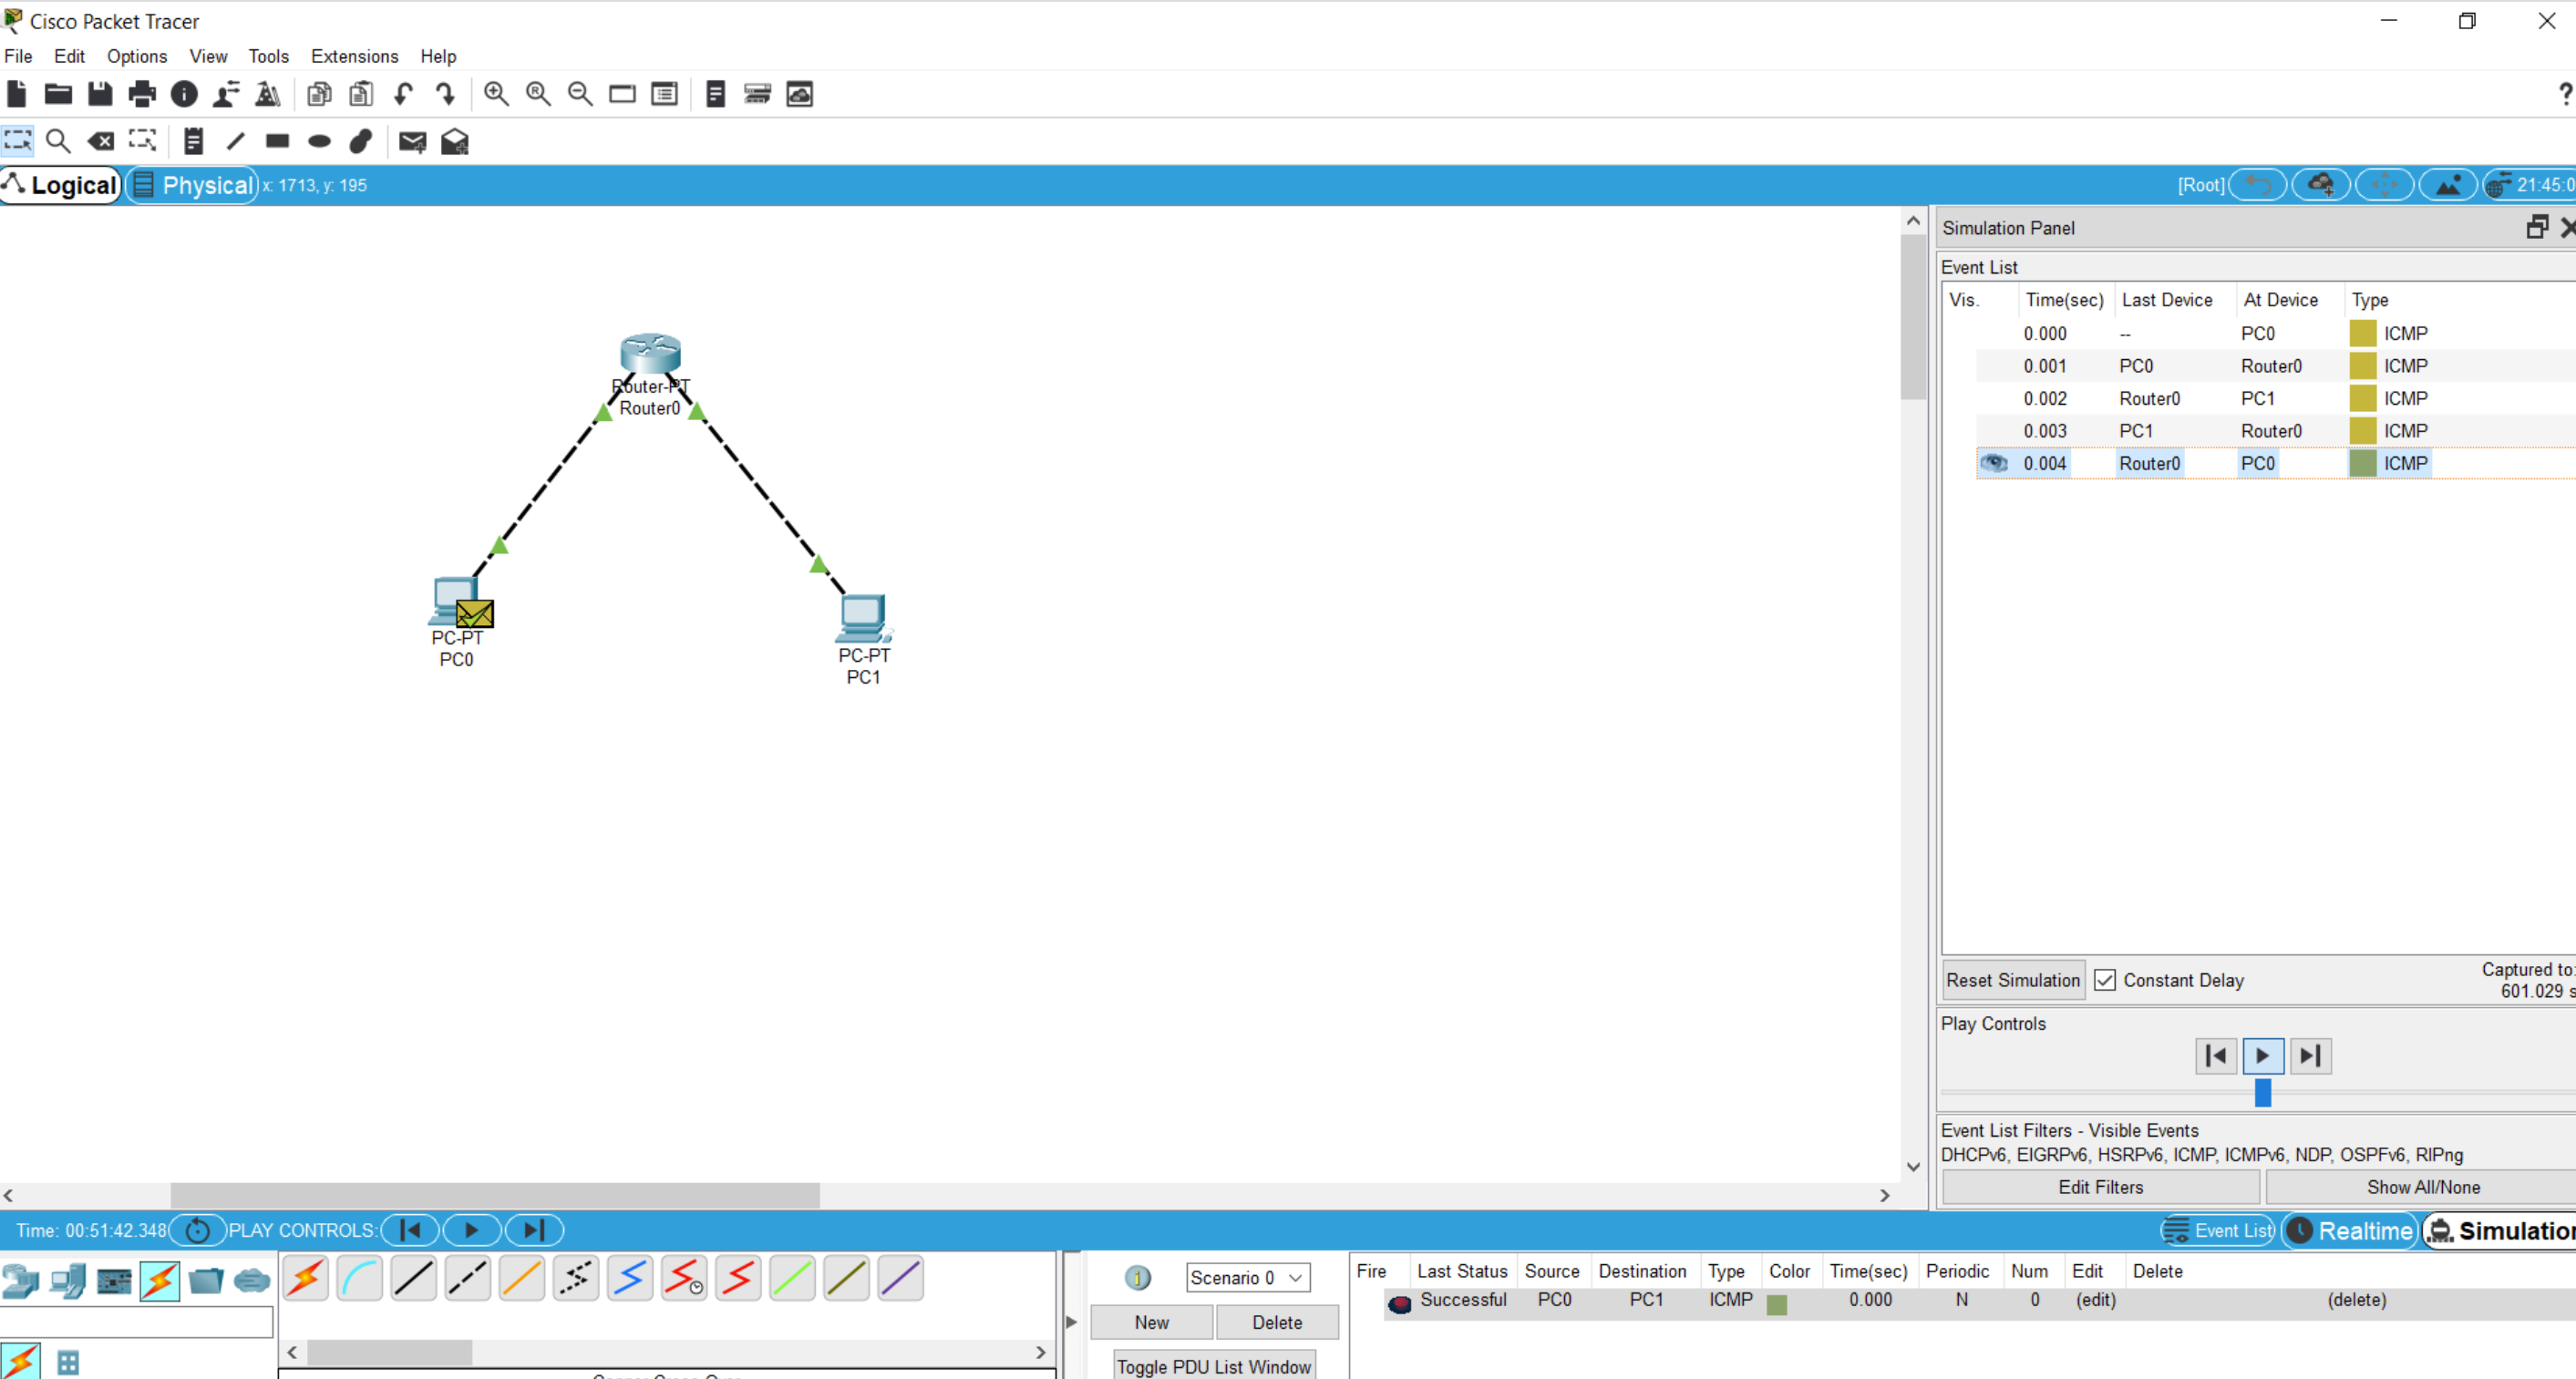 Cisco Packet Tracer
File Edit Options View Tools Extensions Help
?
Logical Physical x: 1713, y: 195 [Root] 21:45:0
Simulation Panel
Event List
Vis. Time(sec) Last Device At Device Type
0.000 -- PC0 ICMP
0.001 PC0 Router0 ICMP
0.002 Router0 PC1 ICMP
0.003 PC1 Router0 ICMP
0.004 Router0 PC0 ICMP
Router-PT
Router0
PC-PT
PC0
PC-PT
PC1
Reset Simulation Constant Delay Captured to:
601.029 s
Play Controls
Event List Filters - Visible Events
DHCPv6, EIGRPv6, HSRPv6, ICMP, ICMPv6, NDP, OSPFv6, RIPng
Edit Filters Show All/None
Time: 00:51:42.348 PLAY CONTROLS: Event List Realtime Simulation
Scenario 0
New Delete
Toggle PDU List Window
Fire Last Status Source Destination Type Color Time(sec) Periodic Num Edit Delete
Successful PC0 PC1 ICMP 0.000 N 0 (edit) (delete)